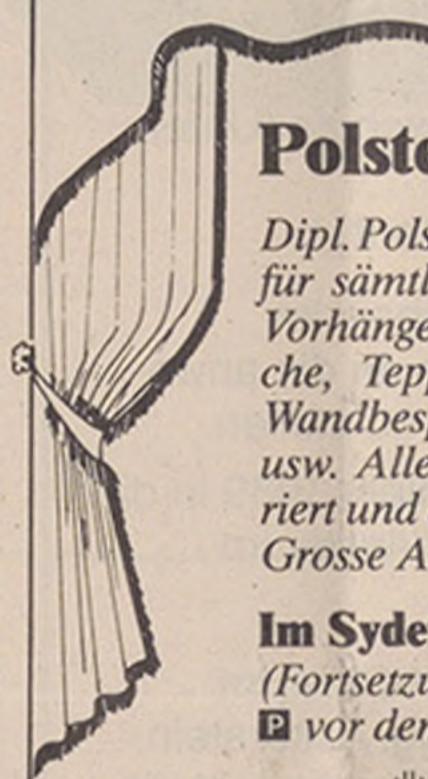 Polste
Dipl. Pols
für sämtl
Vorhänge
che, Tepp
Wandbesp
usw. Alle
riert und
Grosse A
Im Syde
(Fortsetzu
P vor der